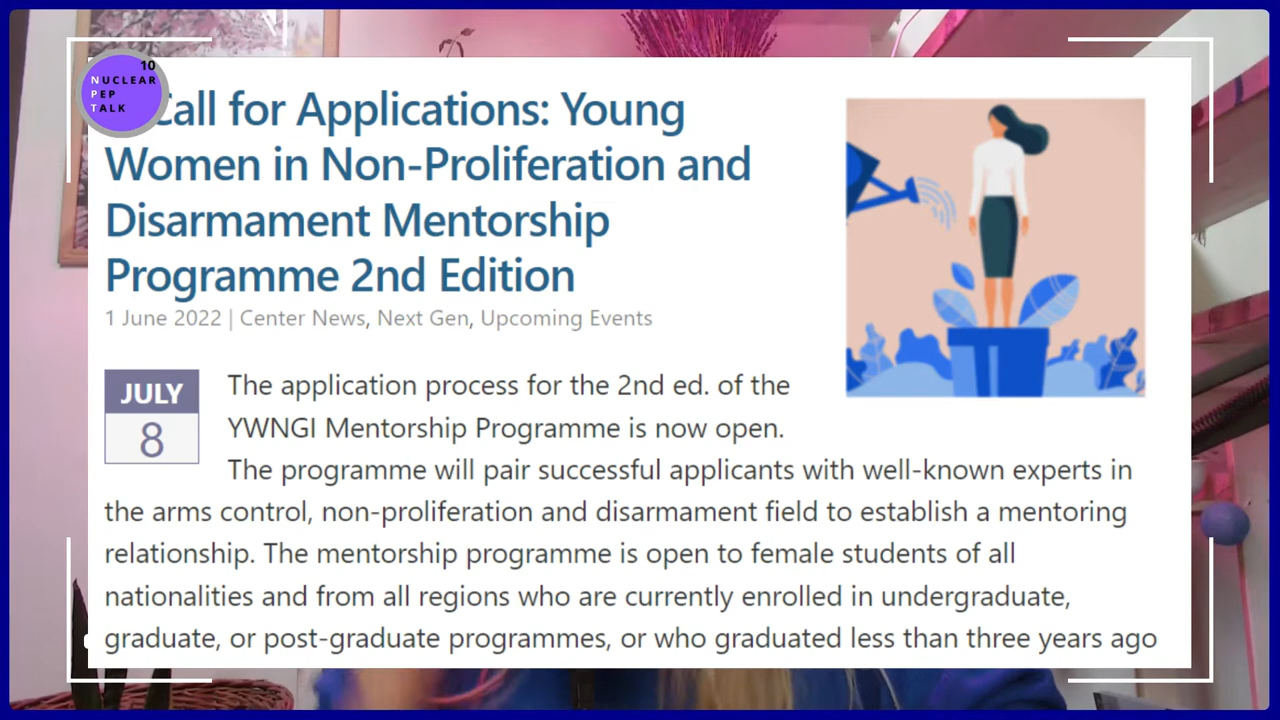 10
NUCLEAR
PEP
TALK
Call for Applications: Young
Women in Non-Proliferation and
Disarmament Mentorship
Programme 2nd Edition
1 June 2022 | Center News, Next Gen, Upcoming Events
JULY
8
The application process for the 2nd ed. of the
YWNGI Mentorship Programme is now open.
The programme will pair successful applicants with well-known experts in
the arms control, non-proliferation and disarmament field to establish a mentoring
relationship. The mentorship programme is open to female students of all
nationalities and from all regions who are currently enrolled in undergraduate,
graduate, or post-graduate programmes, or who graduated less than three years ago